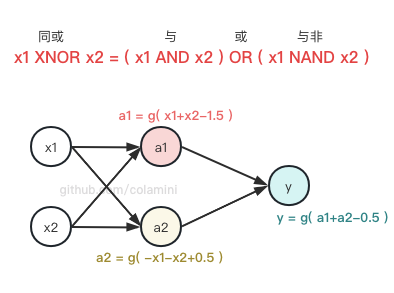 同或 与 或 与非
x1 XNOR x2 = ( x1 AND x2 ) OR ( x1 NAND x2 )
a1 = g( x1+x2−1.5 )
x1 a1
github.com/colamini
y
x2 a2
y = g( a1+a2−0.5 )
a2 = g( −x1−x2+0.5 )